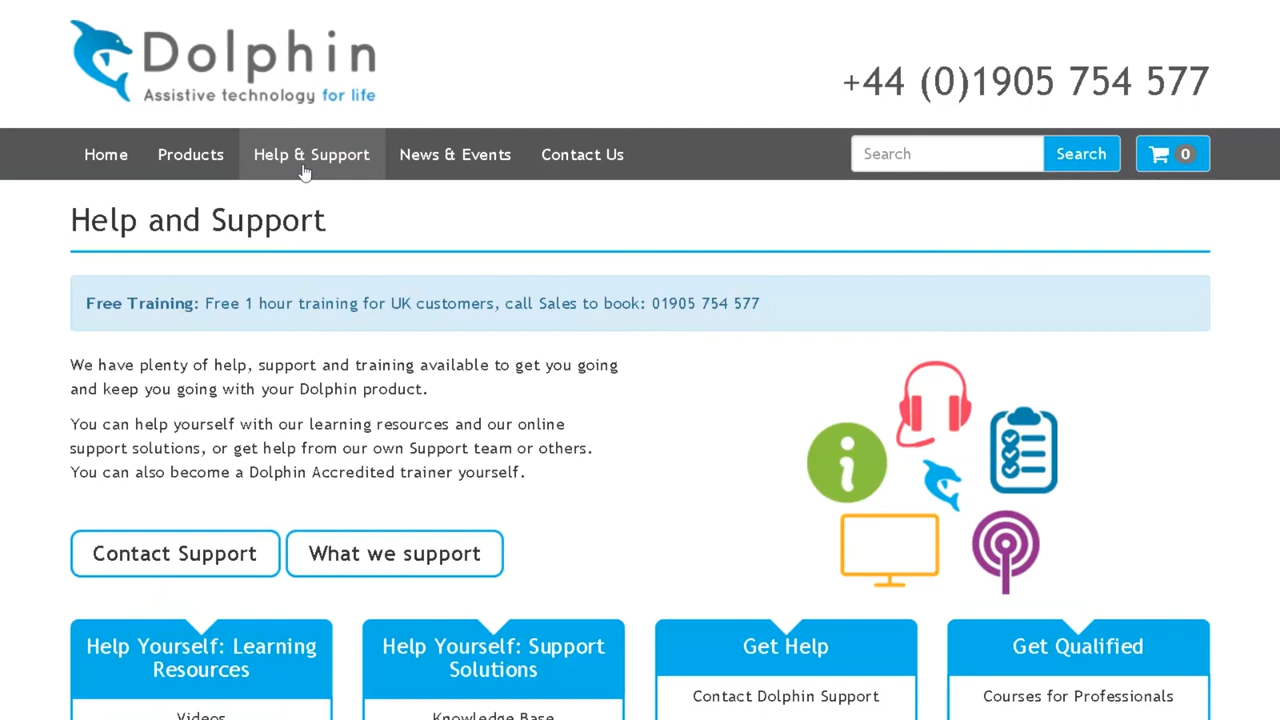 Dolphin
Assistive technology for life
+44 (0)1905 754 577
Home Products Help & Support News & Events Contact Us Search Search 0
Help and Support
Free Training: Free 1 hour training for UK customers, call Sales to book: 01905 754 577
We have plenty of help, support and training available to get you going
and keep you going with your Dolphin product.
You can help yourself with our learning resources and our online
support solutions, or get help from our own Support team or others.
You can also become a Dolphin Accredited trainer yourself.
Contact Support What we support
Help Yourself: Learning
Resources
Videos
Help Yourself: Support
Solutions
Knowledge Base
Get Help
Contact Dolphin Support
Get Qualified
Courses for Professionals